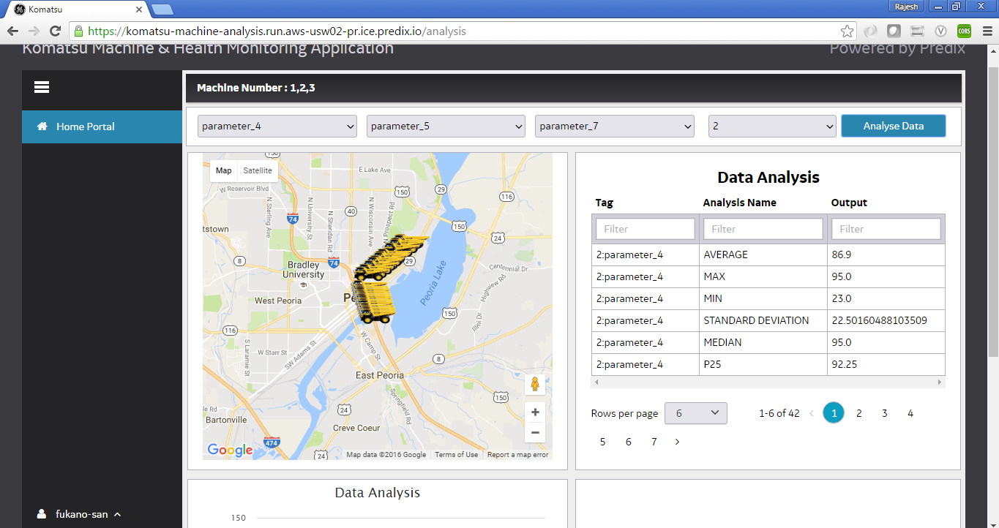 Komatsu
Rajesh
https://komatsu-machine-analysis.run.aws-usw02-pr.ice.predix.io/analysis
CORS
Komatsu Machine & Health Monitoring Application
Powered by Predix
Machine Number : 1,2,3
Home Portal
parameter_4 parameter_5 parameter_7 2 Analyse Data
Map Satellite
150
E Lake Ave
W Reservoir Blvd
29
150
116
40
74
N Sterling Ave
N University St
N Sheridan Rd
N Wisconsin Ave
N Prospect Rd
150
24
tstown
8
Bradley
University
74
29
Centennial Dr
Highview Rd
Peoria Lake
West Peoria
Pe
150
Illini Dr
116
S Laramie St
W Starr St
SW Adams St
W Camp St
8
East Peoria
150
Springfield Rd
24
le Rd
Bartonville
Creve Coeur
474
24
Google
Map data ©2016 Google Terms of Use Report a map error
Data Analysis
Tag Analysis Name Output
Filter Filter Filter
2:parameter_4 AVERAGE 86.9
2:parameter_4 MAX 95.0
2:parameter_4 MIN 23.0
2:parameter_4 STANDARD DEVIATION 22.50160488103509
2:parameter_4 MEDIAN 95.0
2:parameter_4 P25 92.25
Rows per page 6 1-6 of 42 1 2 3 4
5 6 7
fukano-san
Data Analysis
150